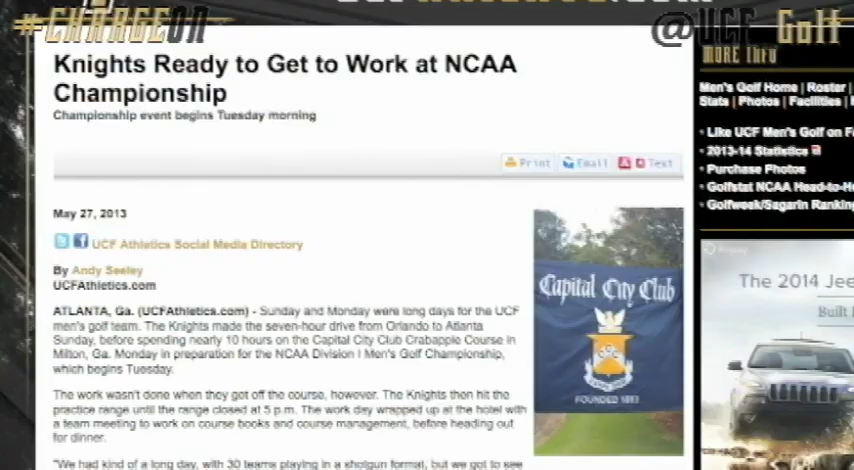 #CHARGEON
@UCF Golf
Knights Ready to Get to Work at NCAA
Championship
Championship event begins Tuesday morning
Print Email A Text
May 27, 2013
UCF Athletics Social Media Directory
By Andy Seeley
UCFAthletics.com
ATLANTA, Ga. (UCFAthletics.com) - Sunday and Monday were long days for the UCF
men's golf team. The Knights made the seven-hour drive from Orlando to Atlanta
Sunday, before spending nearly 10 hours on the Capital City Club Crabapple Course in
Milton, Ga. Monday in preparation for the NCAA Division I Men's Golf Championship,
which begins Tuesday.
The work wasn't done when they got off the course, however. The Knights then hit the
practice range until the range closed at 5 p.m. The work day wrapped up at the hotel with
a team meeting to work on course books and course management, before heading out
for dinner.
"We had kind of a long day, with 30 teams playing in a shotgun format, but we got to see
Capital City Club
CCC
FOUNDED 1883
More Info
Men's Golf Home | Roster |
Stats | Photos | Facilities |
• Like UCF Men's Golf on F
• 2013-14 Statistics
• Purchase Photos
• Golfstat NCAA Head-to-H
• Golfweek/Sagarin Ranking
The 2014 Jee
Built